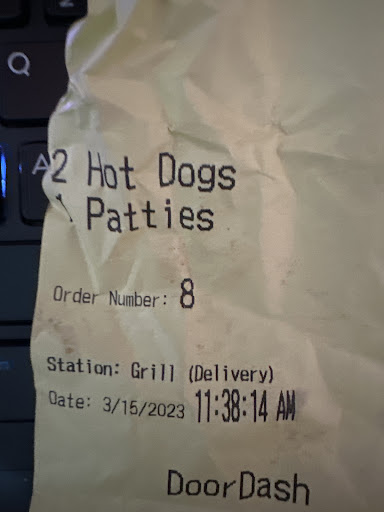 2
Q
A
2 Hot Dogs
Patties
Order Number: 8
Station: Grill (Delivery)
Date: 3/15/2023 11:38:14 AM
DoorDash